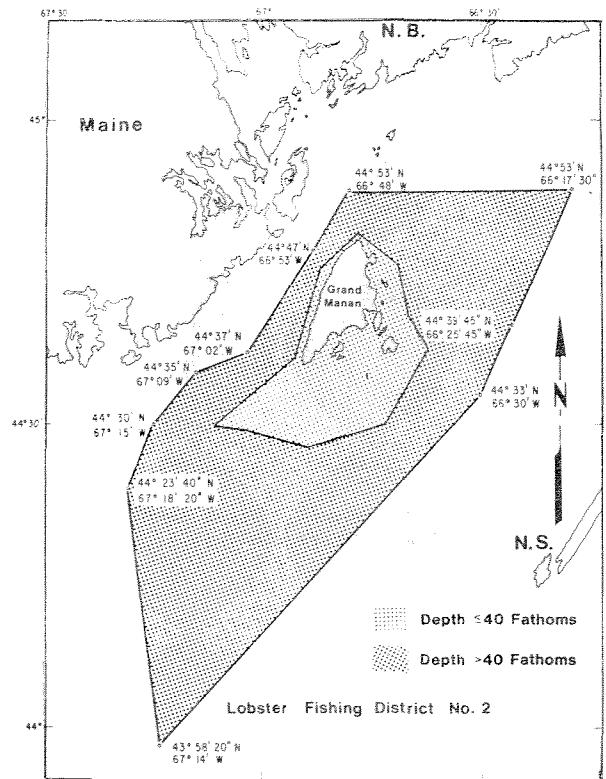 67° 30'
67°
66° 30'
N.B.
45°
Maine
44° 53' N
66° 48' W
44° 53' N
66° 17' 30"
44° 47' N
66° 53' W
Grand
Manan
44° 39' 45" N
66° 25' 45" W
44° 37' N
67° 02' W
44° 35' N
67° 09' W
44° 33' N
66° 30' W
N
44° 30'
44° 30' N
67° 15' W
44° 23' 40" N
67° 18' 20" W
N.S.
Depth ≤40 Fathoms
Depth >40 Fathoms
Lobster Fishing District No. 2
44°
43° 58' 20" N
67° 14' W